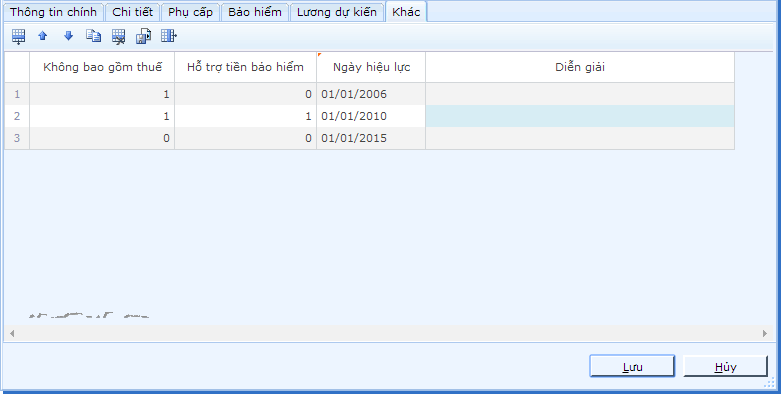 Thông tin chính Chi tiết Phụ cấp Bảo hiểm Lương dự kiến Khác
Không bao gồm thuế Hỗ trợ tiền bảo hiểm Ngày hiệu lực Diễn giải
1 1 0 01/01/2006
2 1 1 01/01/2010
3 0 0 01/01/2015
Lưu Hủy